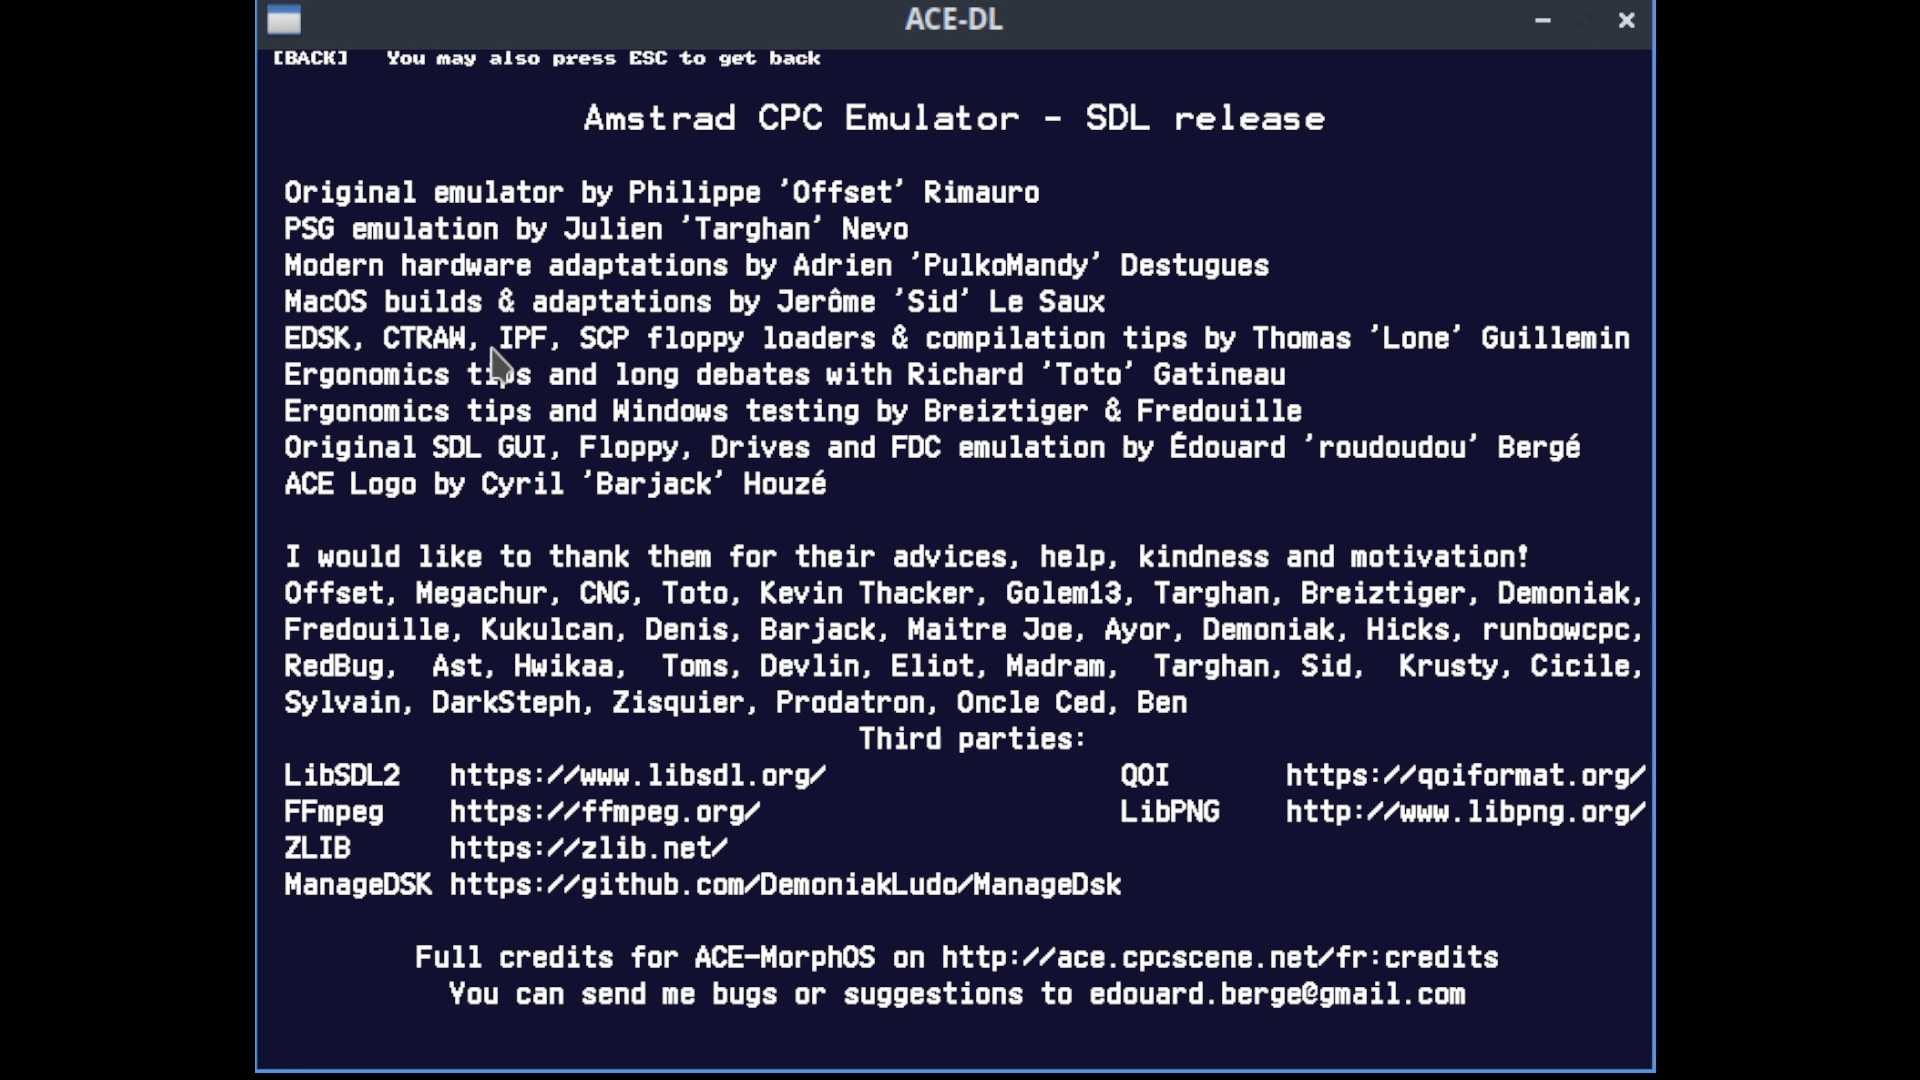 ACE-DL
[BACK] You may also press ESC to get back
Amstrad CPC Emulator - SDL release
Original emulator by Philippe 'Offset' Rimauro
PSG emulation by Julien 'Targhan' Nevo
Modern hardware adaptations by Adrien 'PulkoMandy' Destugues
MacOS builds & adaptations by Jerôme 'Sid' Le Saux
EDSK, CTRAW, IPF, SCP floppy loaders & compilation tips by Thomas 'Lone' Guillemin
Ergonomics tips and long debates with Richard 'Toto' Gatineau
Ergonomics tips and Windows testing by Breiztiger & Fredouille
Original SDL GUI, Floppy, Drives and FDC emulation by Édouard 'roudoudou' Bergé
ACE Logo by Cyril 'Barjack' Houzé
I would like to thank them for their advices, help, kindness and motivation!
Offset, Megachur, CNG, Toto, Kevin Thacker, Golem13, Targhan, Breiztiger, Demoniak,
Fredouille, Kukulcan, Denis, Barjack, Maitre Joe, Ayor, Demoniak, Hicks, runbowcpc,
RedBug, Ast, Hwikaa, Toms, Devlin, Eliot, Madram, Targhan, Sid, Krusty, Cicile,
Sylvain, DarkSteph, Zisquier, Prodatron, Oncle Ced, Ben
Third parties:
LibSDL2 https://www.libsdl.org/ QOI https://qoiformat.org/
FFmpeg https://ffmpeg.org/ LibPNG http://www.libpng.org/
ZLIB https://zlib.net/
ManageDSK https://github.com/DemoniakLudo/ManageDsk
Full credits for ACE-MorphOS on http://ace.cpcscene.net/fr:credits
You can send me bugs or suggestions to edouard.berge@gmail.com